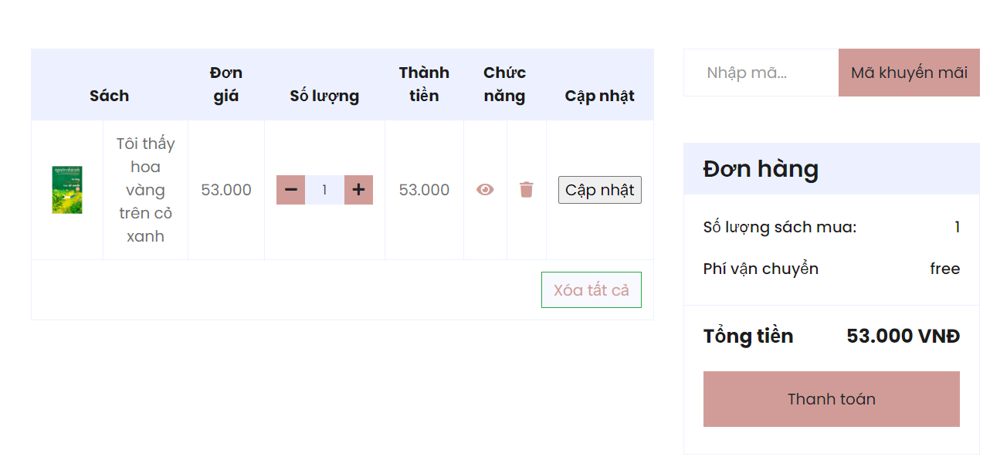 Sách
Đơn
giá
Số lượng
Thành
tiền
Chức
năng
Cập nhật
Tôi thấy
hoa
vàng
trên cỏ
xanh
53.000
1
53.000
Cập nhật
Xóa tất cả
Nhập mã...
Mã khuyến mãi
Đơn hàng
Số lượng sách mua: 1
Phí vận chuyển free
Tổng tiền 53.000 VNĐ
Thanh toán